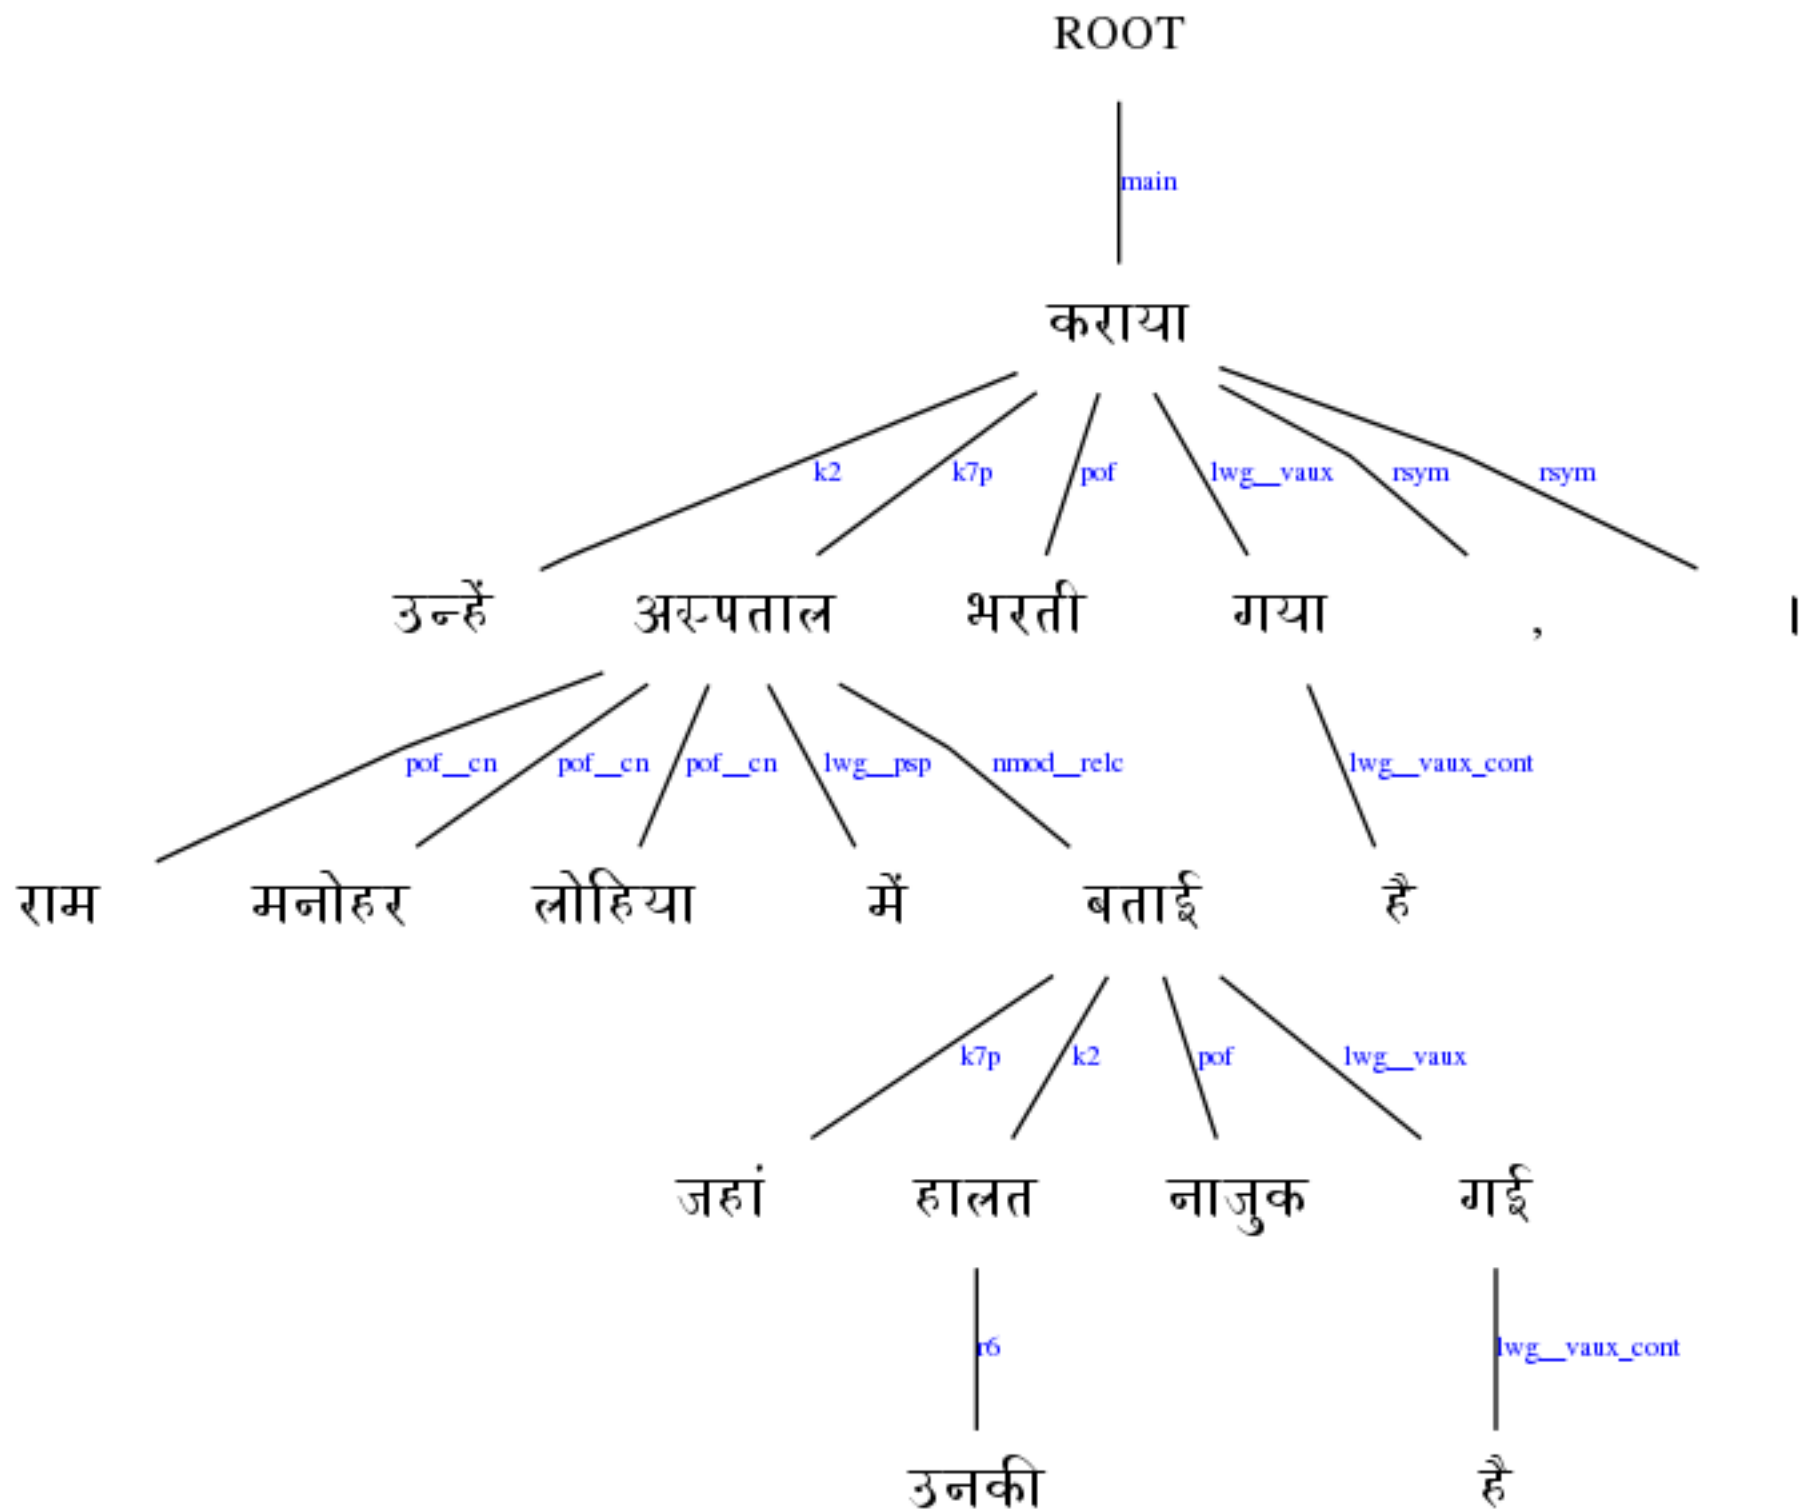 ROOT
main
कराया
k2 k7p pof lwg__vaux rsym rsym
उन्हें अस्पताल भरती गया , ।
pof__cn pof__cn pof__cn lwg__psp nmod__relc lwg__vaux_cont
राम मनोहर लोहिया में बताई है
k7p k2 pof lwg__vaux
जहां हालत नाजुक गई
r6 lwg__vaux_cont
उनकी है